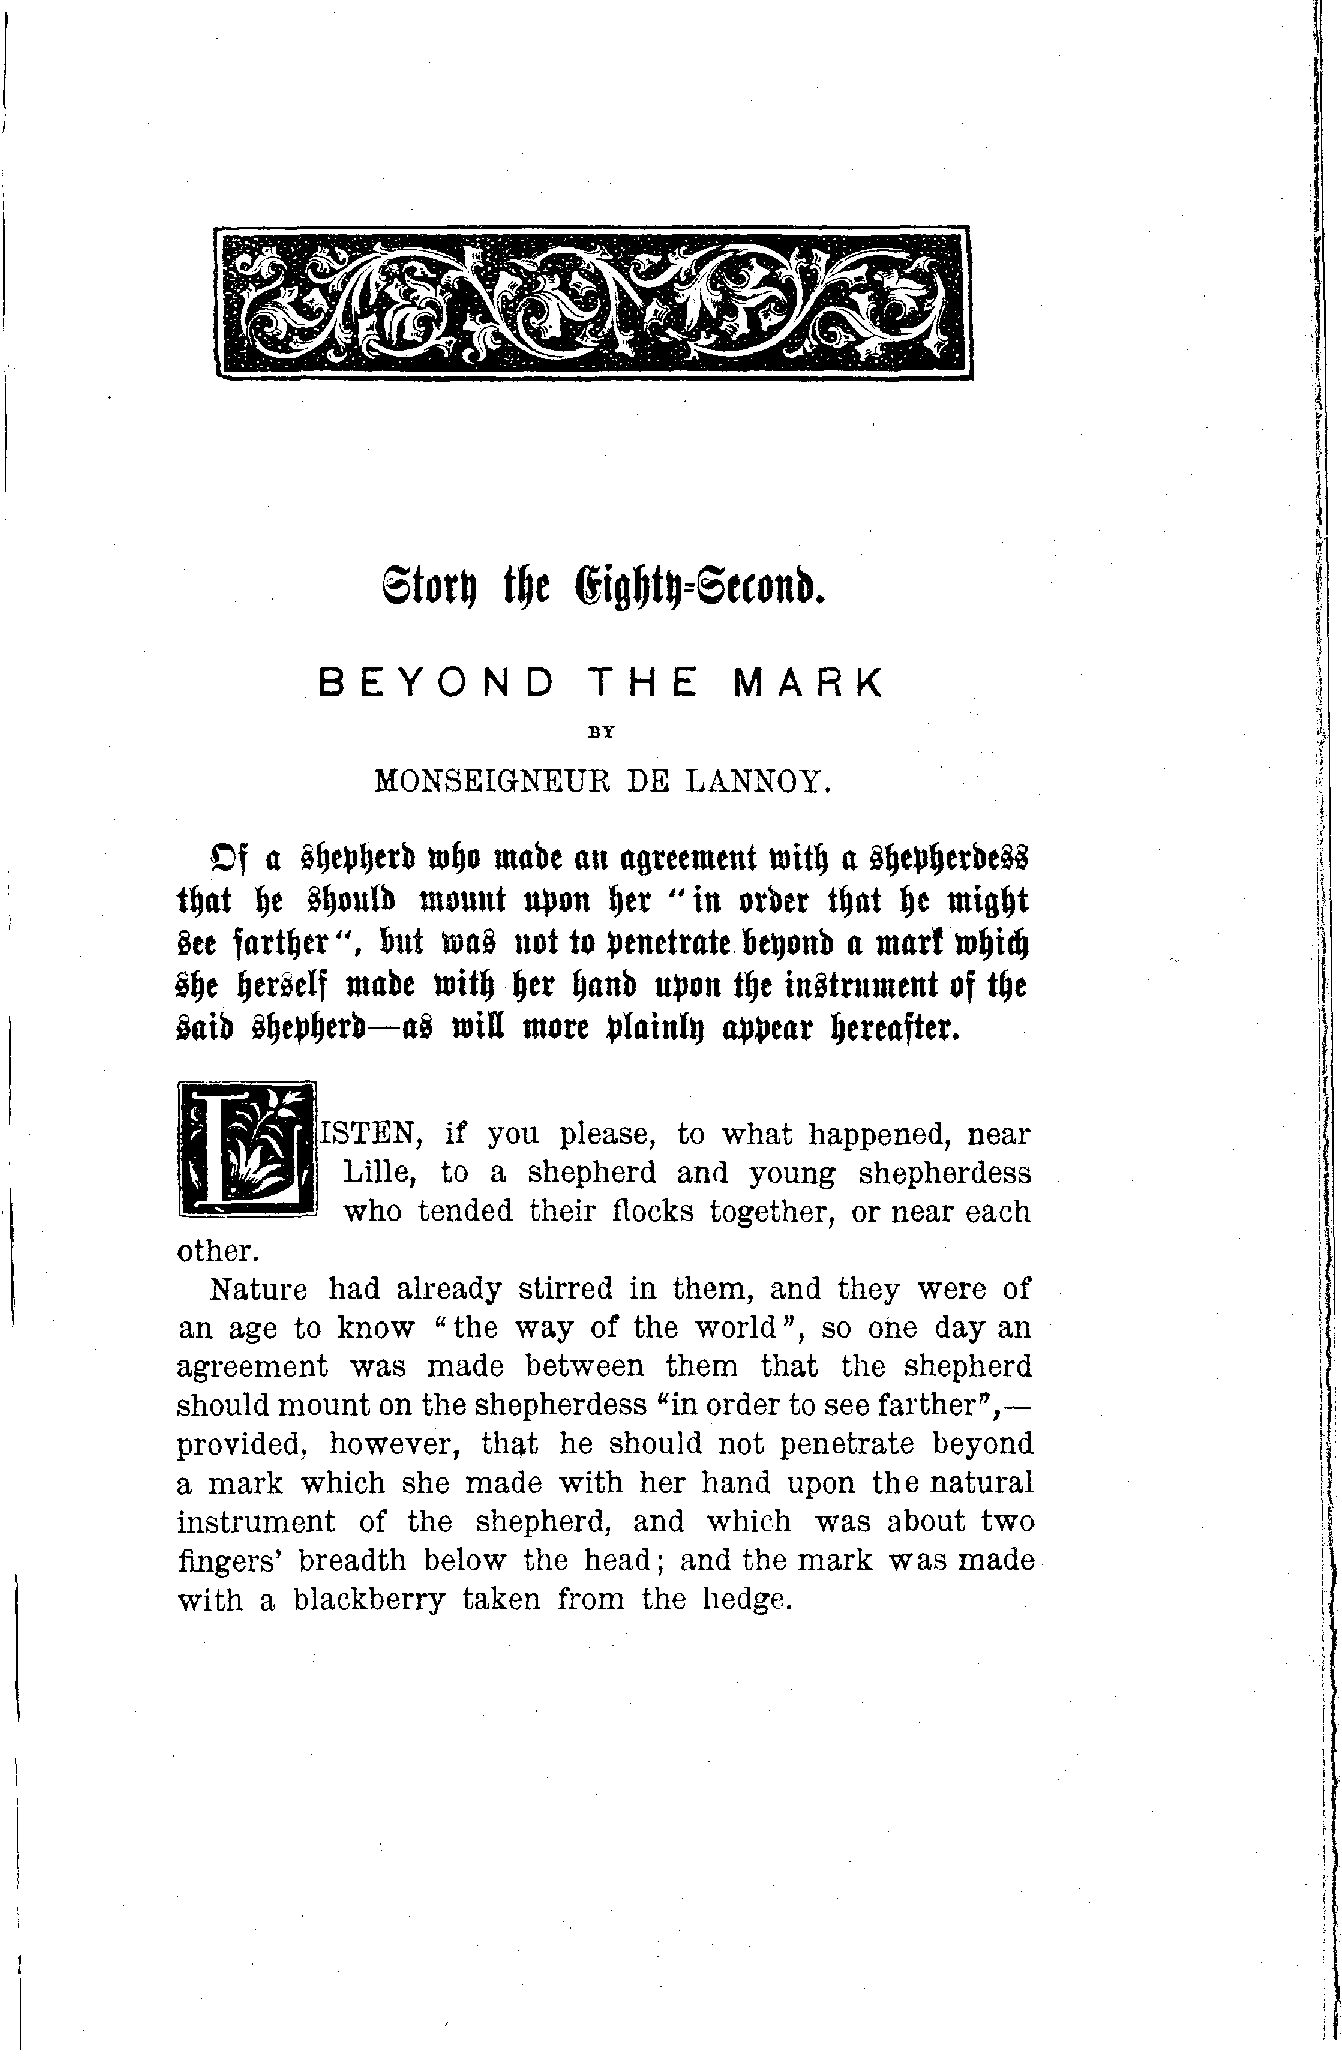 Story the Eighty-Second.
BEYOND THE MARK
BY
MONSEIGNEUR DE LANNOY.
Of a shepherd who made an agreement with a shepherdess
that he should mount upon her "in order that he might
see farther", but was not to penetrate beyond a mark which
she herself made with her hand upon the instrument of the
said shepherd—as will more plainly appear hereafter.
LISTEN, if you please, to what happened, near
Lille, to a shepherd and young shepherdess
who tended their flocks together, or near each
other.
Nature had already stirred in them, and they were of
an age to know "the way of the world", so one day an
agreement was made between them that the shepherd
should mount on the shepherdess "in order to see farther",—
provided, however, that he should not penetrate beyond
a mark which she made with her hand upon the natural
instrument of the shepherd, and which was about two
fingers' breadth below the head; and the mark was made
with a blackberry taken from the hedge.